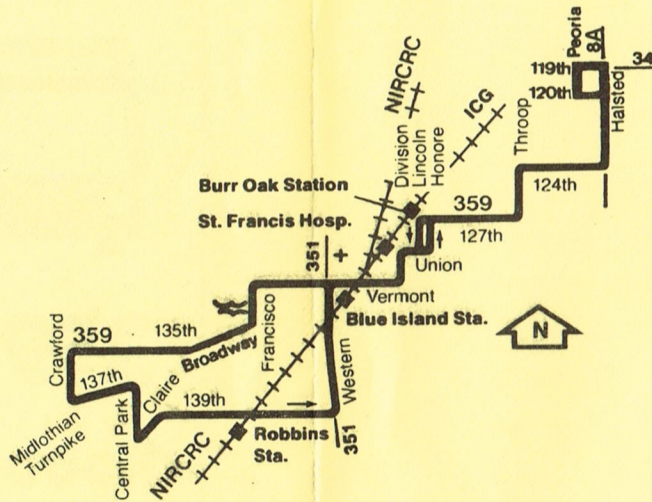 Peoria
8A
119th
34
120th
Halsted
NIRCRC
ICG
Throop
Division
Lincoln
Honore
Burr Oak Station
124th
St. Francis Hosp.
359
127th
351
Union
Vermont
Blue Island Sta.
N
Crawford
359
135th
Broadway
Francisco
Western
137th
Claire
139th
Midlothian
Turnpike
Central Park
NIRCRC
Robbins
Sta.
351